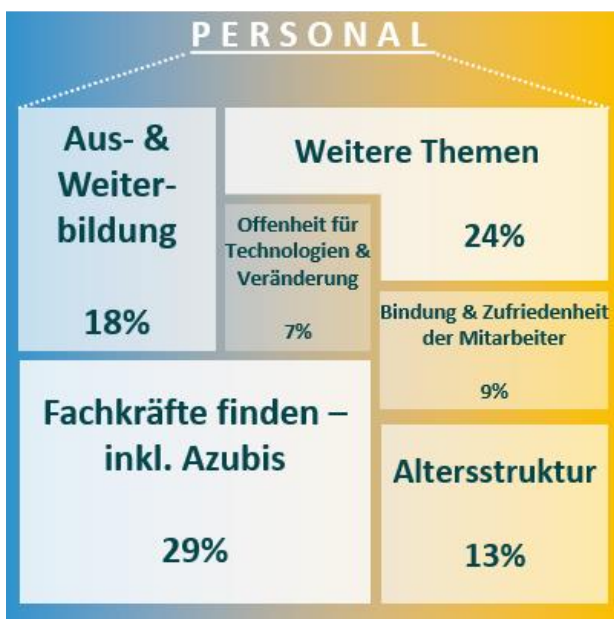 PERSONAL
Aus- &
Weiter-
bildung
18%
Weitere Themen
24%
Offenheit für
Technologien &
Veränderung
7%
Bindung & Zufriedenheit
der Mitarbeiter
9%
Fachkräfte finden –
inkl. Azubis
29%
Altersstruktur
13%